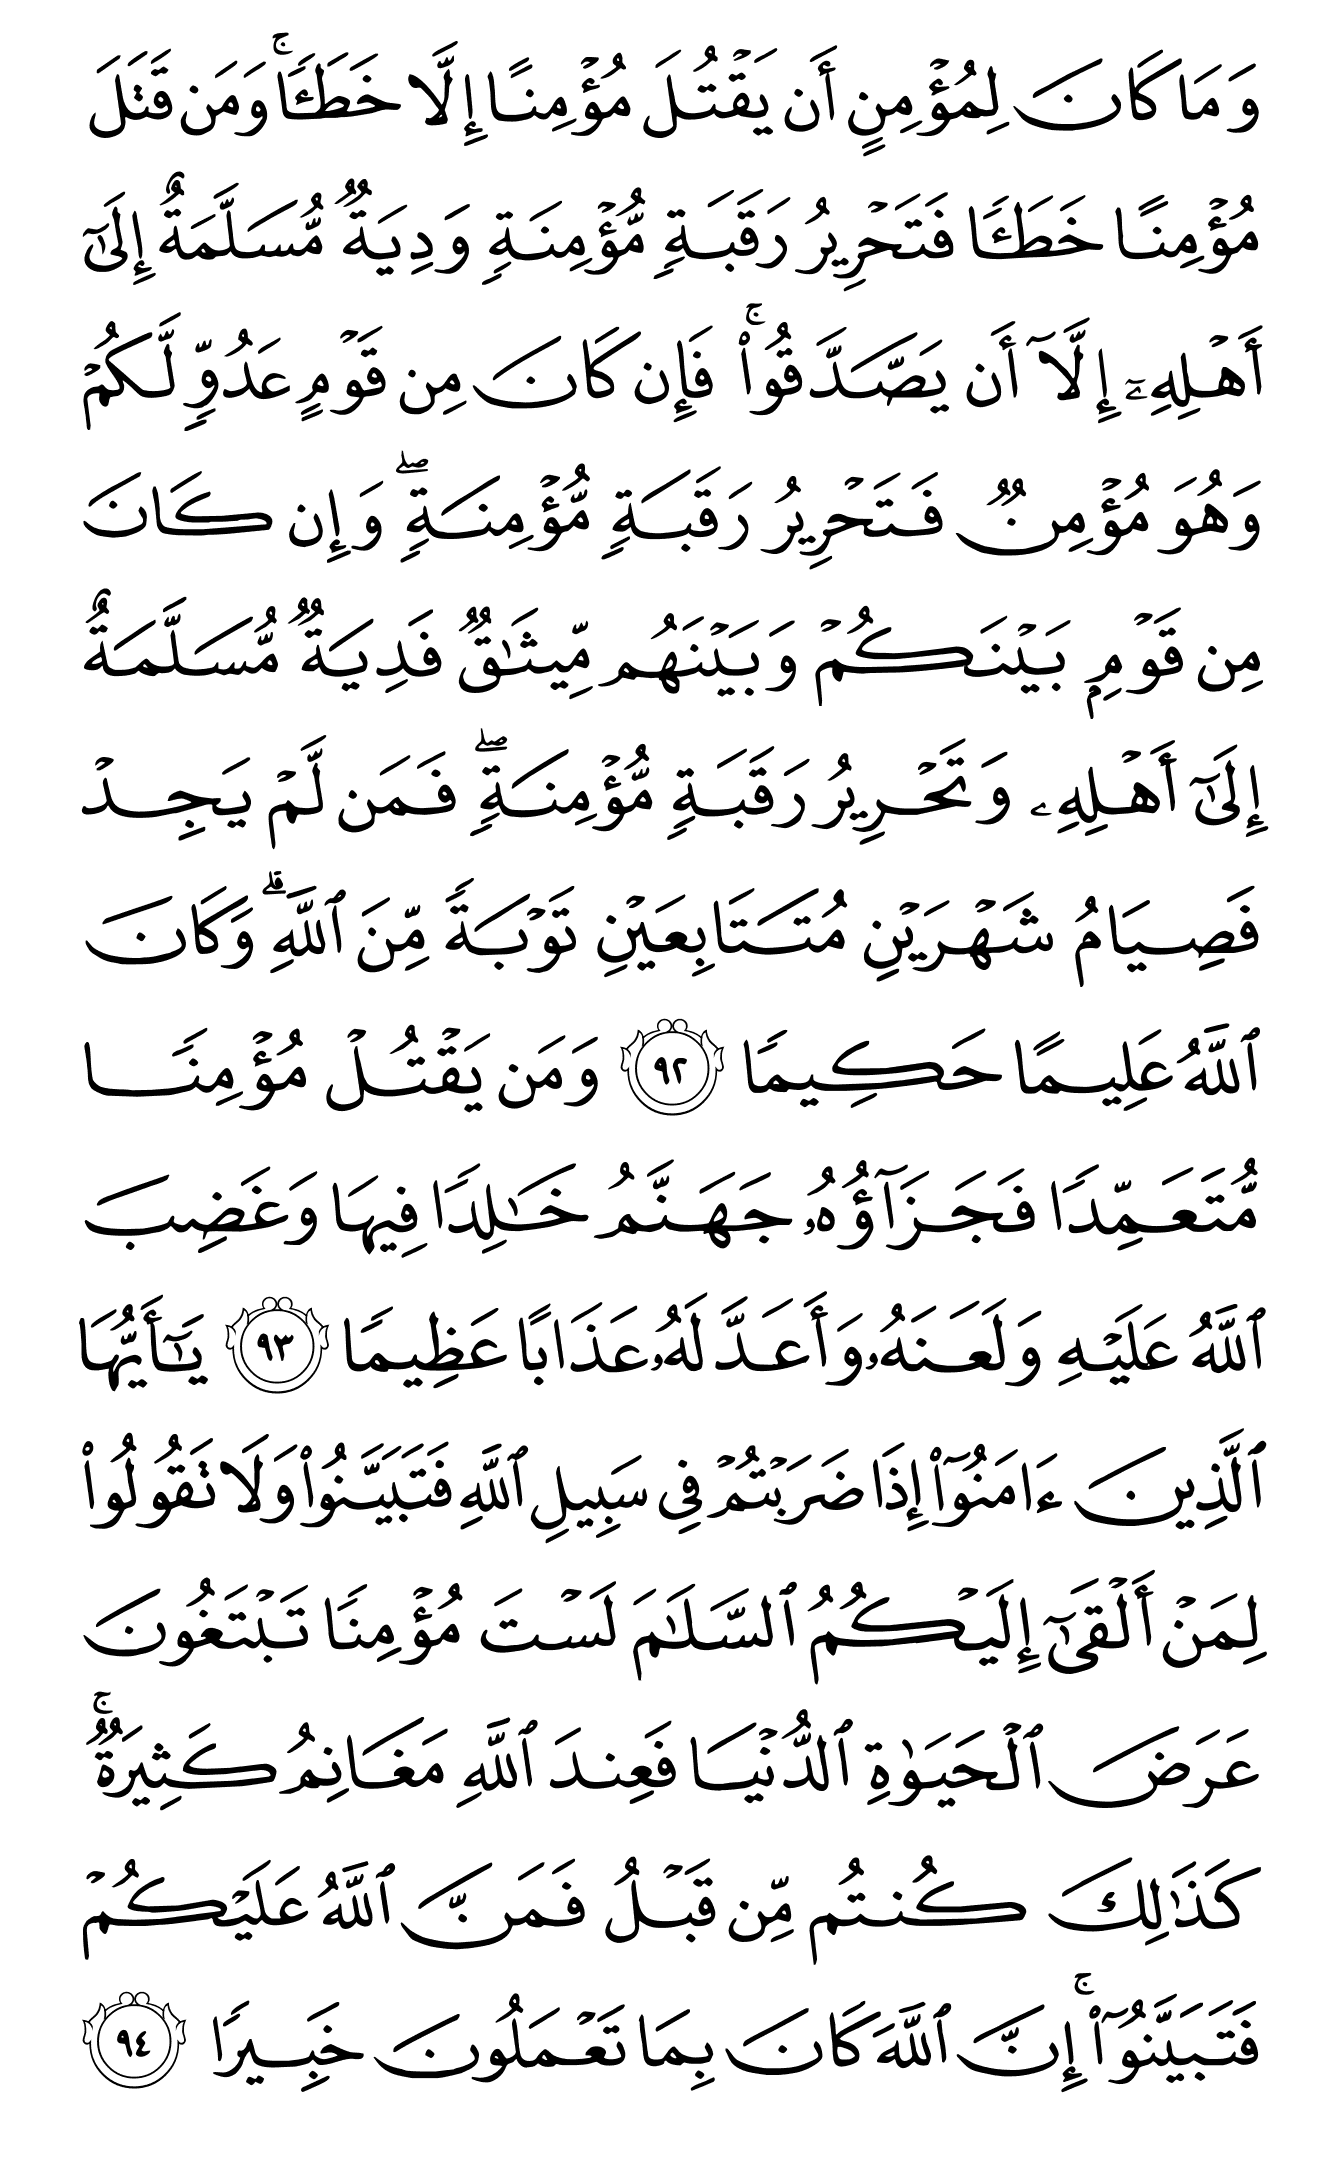 وَمَا كَانَ لِمُؤۡمِنٍ أَن يَقۡتُلَ مُؤۡمِنًا إِلَّا خَطَـٔٗاۚ وَمَن قَتَلَ
مُؤۡمِنًا خَطَـٔٗا فَتَحۡرِيرُ رَقَبَةٖ مُّؤۡمِنَةٖ وَدِيَةٞ مُّسَلَّمَةٌ إِلَىٰٓ
أَهۡلِهِۦٓ إِلَّآ أَن يَصَّدَّقُواْۚ فَإِن كَانَ مِن قَوۡمٍ عَدُوّٖ لَّكُمۡ
وَهُوَ مُؤۡمِنٞ فَتَحۡرِيرُ رَقَبَةٖ مُّؤۡمِنَةٖۖ وَإِن كَانَ
مِن قَوۡمِۭ بَيۡنَكُمۡ وَبَيۡنَهُم مِّيثَٰقٞ فَدِيَةٞ مُّسَلَّمَةٌ
إِلَىٰٓ أَهۡلِهِۦ وَتَحۡرِيرُ رَقَبَةٖ مُّؤۡمِنَةٖۖ فَمَن لَّمۡ يَجِدۡ
فَصِيَامُ شَهۡرَيۡنِ مُتَتَابِعَيۡنِ تَوۡبَةٗ مِّنَ ٱللَّهِۗ وَكَانَ
ٱللَّهُ عَلِيمًا حَكِيمٗا ٩٢ وَمَن يَقۡتُلۡ مُؤۡمِنٗا
مُّتَعَمِّدٗا فَجَزَآؤُهُۥ جَهَنَّمُ خَٰلِدٗا فِيهَا وَغَضِبَ
ٱللَّهُ عَلَيۡهِ وَلَعَنَهُۥ وَأَعَدَّ لَهُۥ عَذَابًا عَظِيمٗا ٩٣ يَٰٓأَيُّهَا
ٱلَّذِينَ ءَامَنُوٓاْ إِذَا ضَرَبۡتُمۡ فِي سَبِيلِ ٱللَّهِ فَتَبَيَّنُواْ وَلَا تَقُولُواْ
لِمَنۡ أَلۡقَىٰٓ إِلَيۡكُمُ ٱلسَّلَٰمَ لَسۡتَ مُؤۡمِنٗا تَبۡتَغُونَ
عَرَضَ ٱلۡحَيَوٰةِ ٱلدُّنۡيَا فَعِندَ ٱللَّهِ مَغَانِمُ كَثِيرَةٞۚ
كَذَٰلِكَ كُنتُم مِّن قَبۡلُ فَمَنَّ ٱللَّهُ عَلَيۡكُمۡ
فَتَبَيَّنُوٓاْۚ إِنَّ ٱللَّهَ كَانَ بِمَا تَعۡمَلُونَ خَبِيرٗا ٩٤